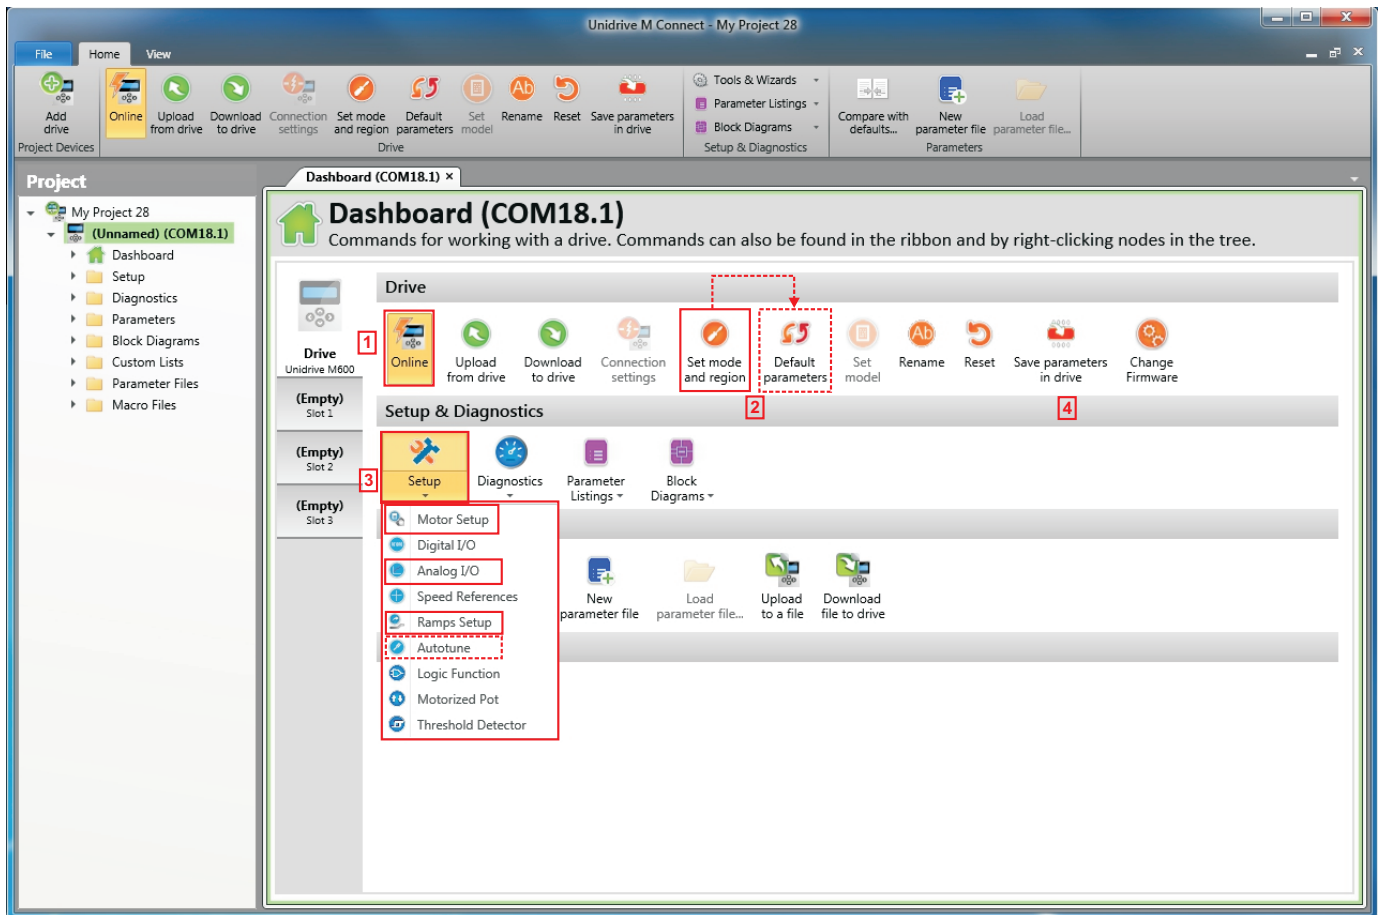 Unidrive M Connect - My Project 28
File Home View
Add drive
Online
Upload from drive
Download to drive
Connection settings
Set mode and region
Default parameters
Set model
Rename
Reset
Save parameters in drive
Tools & Wizards
Parameter Listings
Block Diagrams
Compare with defaults...
New parameter file
Load parameter file...
Project Devices
Drive
Setup & Diagnostics
Parameters
Project
My Project 28
(Unnamed) (COM18.1)
Dashboard
Setup
Diagnostics
Parameters
Block Diagrams
Custom Lists
Parameter Files
Macro Files
Dashboard (COM18.1) ×
Dashboard (COM18.1)
Commands for working with a drive. Commands can also be found in the ribbon and by right-clicking nodes in the tree.
Drive
Unidrive M600
(Empty)
Slot 1
(Empty)
Slot 2
(Empty)
Slot 3
Drive
1
Online
Upload from drive
Download to drive
Connection settings
Set mode and region
Default parameters
Set model
Ab
Rename
Reset
Save parameters in drive
Change Firmware
2
4
Setup & Diagnostics
3
Setup
Diagnostics
Parameter Listings
Block Diagrams
Motor Setup
Digital I/O
Analog I/O
Speed References
Ramps Setup
Autotune
Logic Function
Motorized Pot
Threshold Detector
New parameter file
Load parameter file...
Upload to a file
Download file to drive